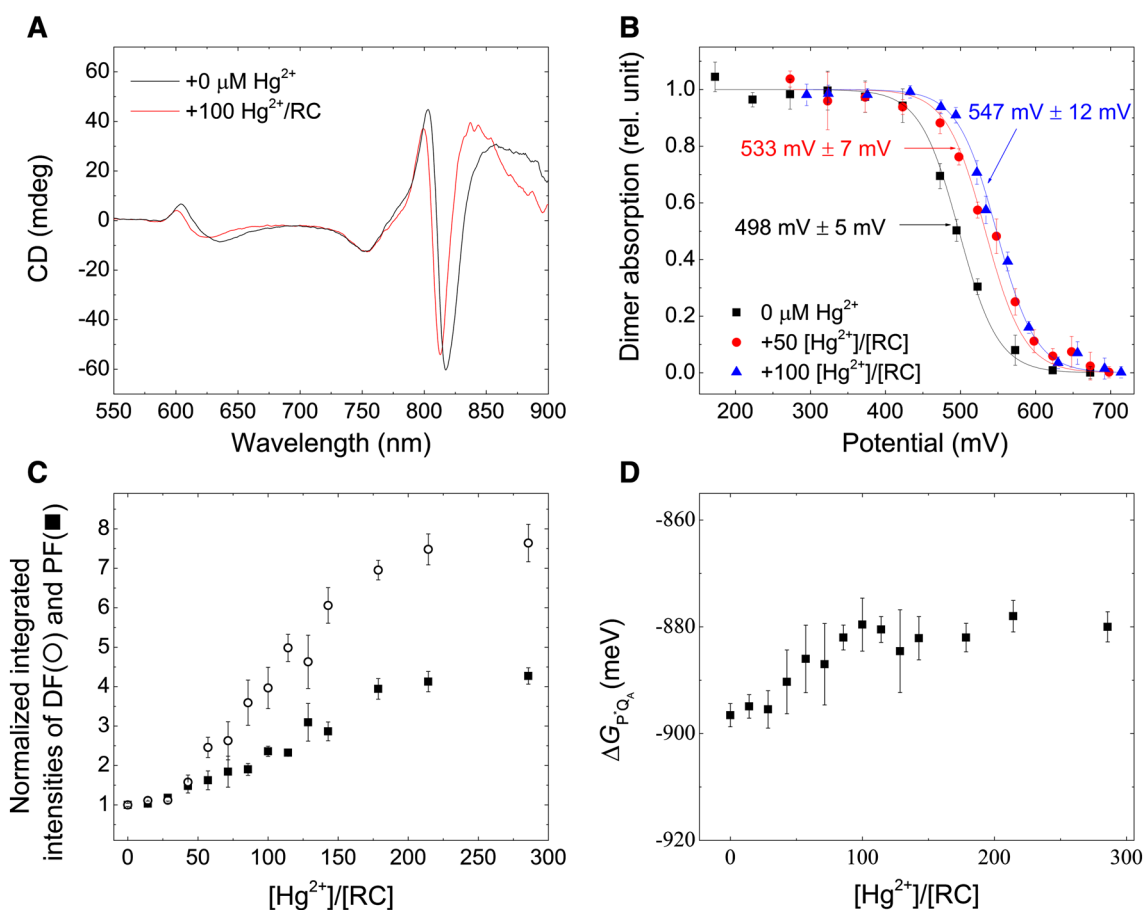 A
+0 μM Hg²⁺
+100 Hg²⁺/RC
60
40
20
0
-20
-40
-60
CD (mdeg)
550 600 650 700 750 800 850 900
Wavelength (nm)
B
547 mV ± 12 mV
533 mV ± 7 mV
498 mV ± 5 mV
0 μM Hg²⁺
+50 [Hg²⁺]/[RC]
+100 [Hg²⁺]/[RC]
1.0
0.8
0.6
0.4
0.2
0.0
Dimer absorption (rel. unit)
200 300 400 500 600 700
Potential (mV)
C
8
7
6
5
4
3
2
1
Normalized integrated
intensities of DF(○) and PF(■)
0 50 100 150 200 250 300
[Hg²⁺]/[RC]
D
-860
-880
-900
-920
ΔG P*Q_A (meV)
0 100 200 300
[Hg²⁺]/[RC]